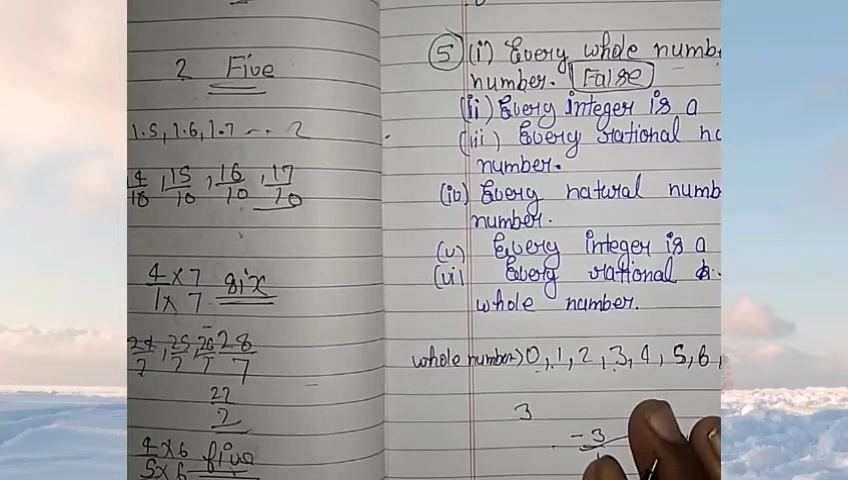 2 Five
1.5, 1.6, 1.7 -- 2
14/10, 15/10, 16/10, 17/10
4 x 7 / 1 x 7 six
24/7, 25/7, 26/7 28/7
4 x 6 / 5 x 6 five
(5) (i) Every whole numb
number. False
(ii) Every integer is a
(iii) Every rational
number.
(iv) Every natural numb
number.
(v) Every integer is a
(vi) Every rational
whole number.
whole number) 0, 1, 2, 3, 4, 5, 6,
3
-3